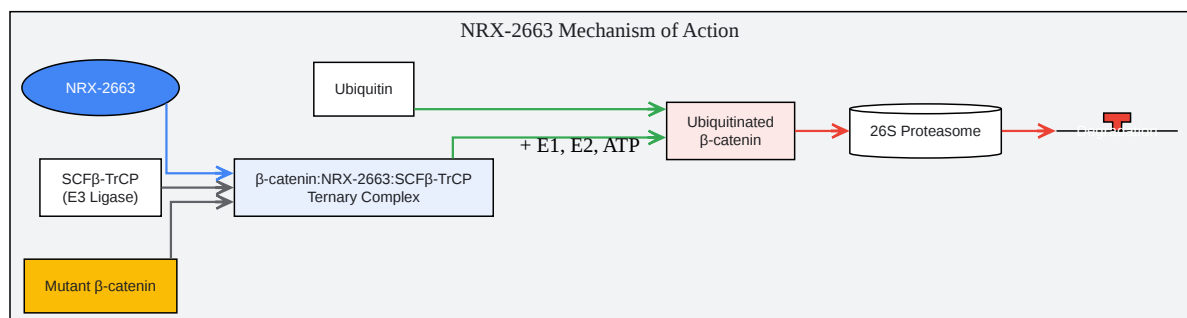 NRX-2663 Mechanism of Action
NRX-2663
Ubiquitin
Ubiquitinated
β-catenin
26S Proteasome
Degradation
+ E1, E2, ATP
SCFβ-TrCP
(E3 Ligase)
β-catenin:NRX-2663:SCFβ-TrCP
Ternary Complex
Mutant β-catenin